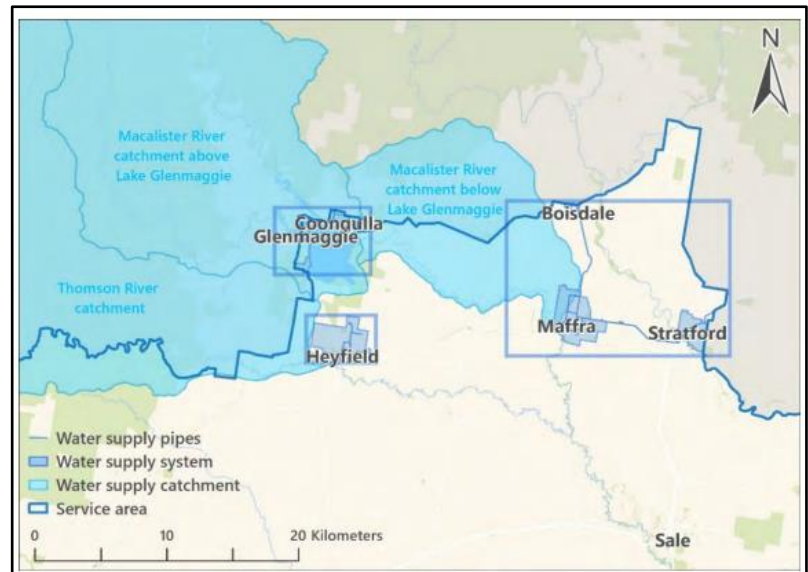 N
Macalister River
catchment above
Lake Glenmaggie
Macalister River
catchment below
Lake Glenmaggie
Boisdale
Coongulla
Glenmaggie
Thomson River
catchment
Maffra
Stratford
Heyfield
Water supply pipes
Water supply system
Water supply catchment
Service area
0 10 20 Kilometers
Sale